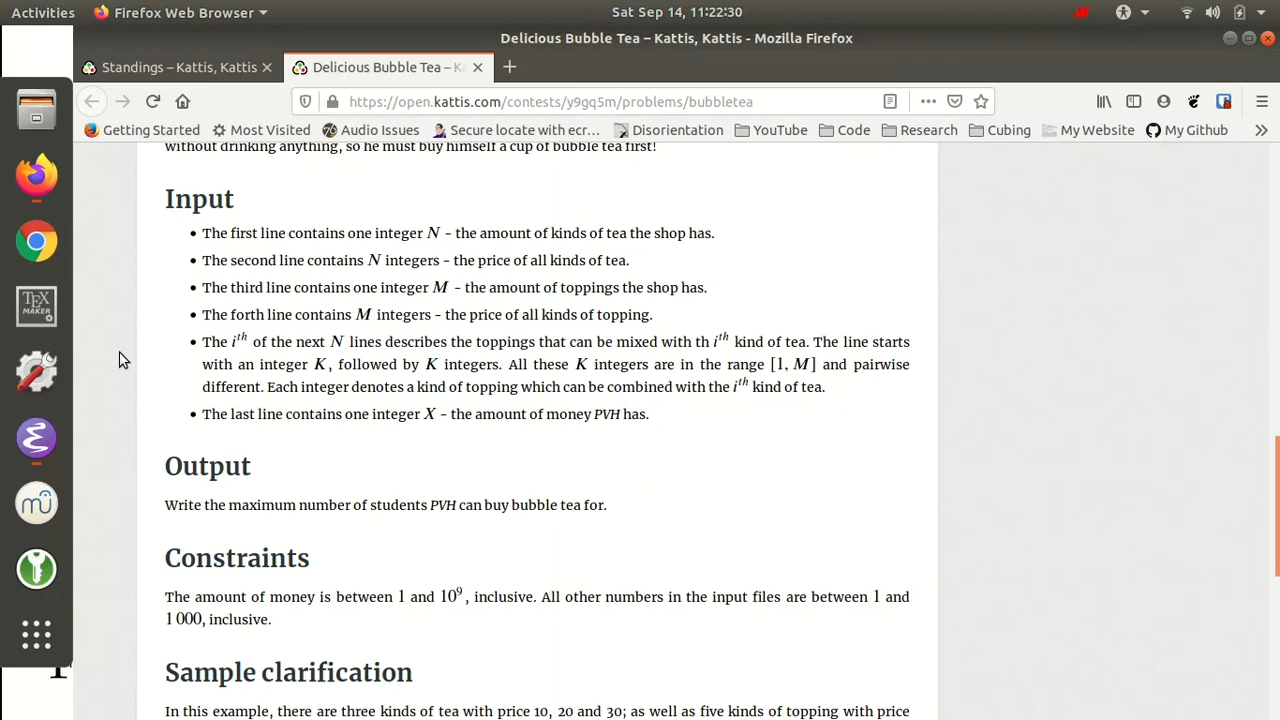 Activities Firefox Web Browser Sat Sep 14, 11:22:30
Delicious Bubble Tea – Kattis, Kattis - Mozilla Firefox
Standings – Kattis, Kattis Delicious Bubble Tea – Ka
https://open.kattis.com/contests/y9gq5m/problems/bubbletea
Getting Started Most Visited Audio Issues Secure locate with ecr... Disorientation YouTube Code Research Cubing My Website My Github
without drinking anything, so he must buy himself a cup of bubble tea first!
Input
• The first line contains one integer N - the amount of kinds of tea the shop has.
• The second line contains N integers - the price of all kinds of tea.
• The third line contains one integer M - the amount of toppings the shop has.
• The forth line contains M integers - the price of all kinds of topping.
• The i^th of the next N lines describes the toppings that can be mixed with th i^th kind of tea. The line starts
with an integer K, followed by K integers. All these K integers are in the range [1, M] and pairwise
different. Each integer denotes a kind of topping which can be combined with the i^th kind of tea.
• The last line contains one integer X - the amount of money PVH has.
Output
Write the maximum number of students PVH can buy bubble tea for.
Constraints
The amount of money is between 1 and 10^9, inclusive. All other numbers in the input files are between 1 and
1 000, inclusive.
Sample clarification
In this example, there are three kinds of tea with price 10, 20 and 30; as well as five kinds of topping with price
TEX
MAKER
mu